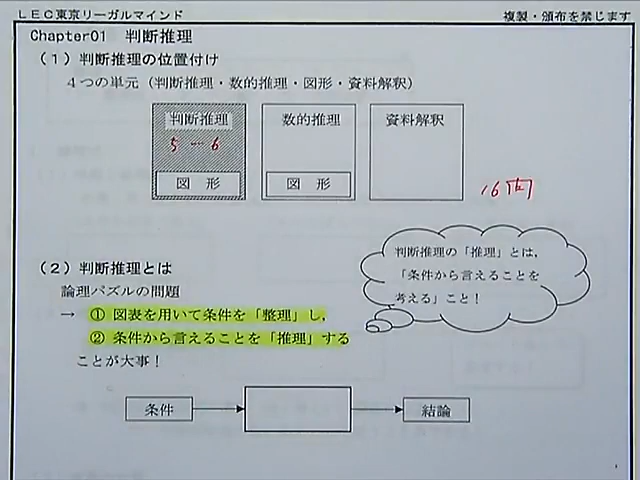 LEC東京リーガルマインド
複製・頒布を禁じます
Chapter01 判断推理
(1)判断推理の位置付け
4つの単元(判断推理・数的推理・図形・資料解釈)
判断推理
数的推理
資料解釈
5…6
図 形
図 形
16回
判断推理の「推理」とは,
「条件から言えることを
考える」こと!
(2)判断推理とは
論理パズルの問題
→ ① 図表を用いて条件を「整理」し,
② 条件から言えることを「推理」する
ことが大事!
条件
結論